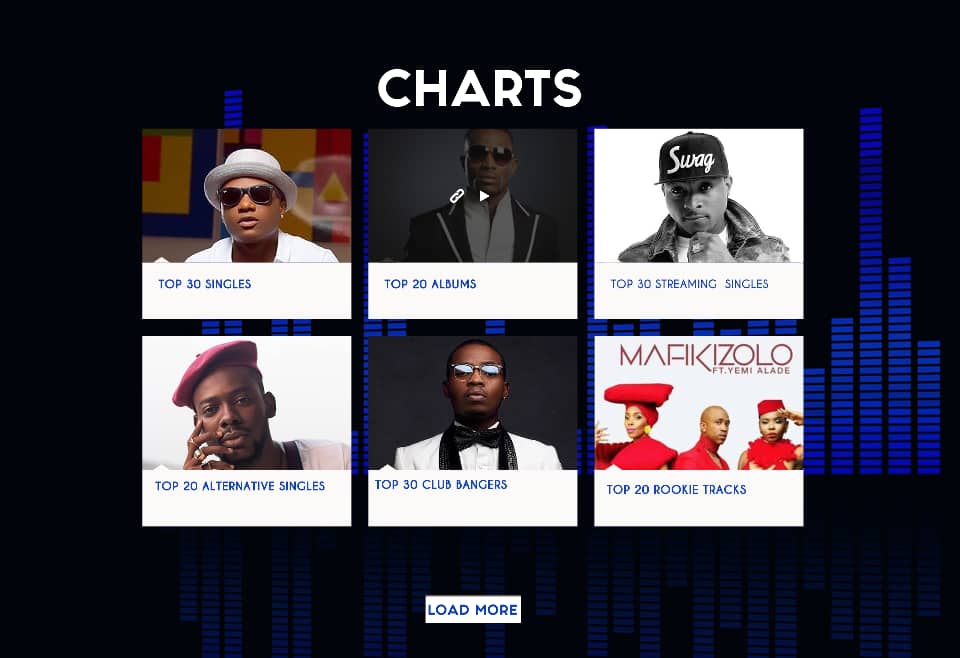 CHARTS
Swag
TOP 30 SINGLES
TOP 20 ALBUMS
TOP 30 STREAMING  SINGLES
MAFIKIZOLO
FT.YEMI ALADE
TOP 20 ALTERNATIVE SINGLES
TOP 30 CLUB BANGERS
TOP 20 ROOKIE TRACKS
LOAD MORE